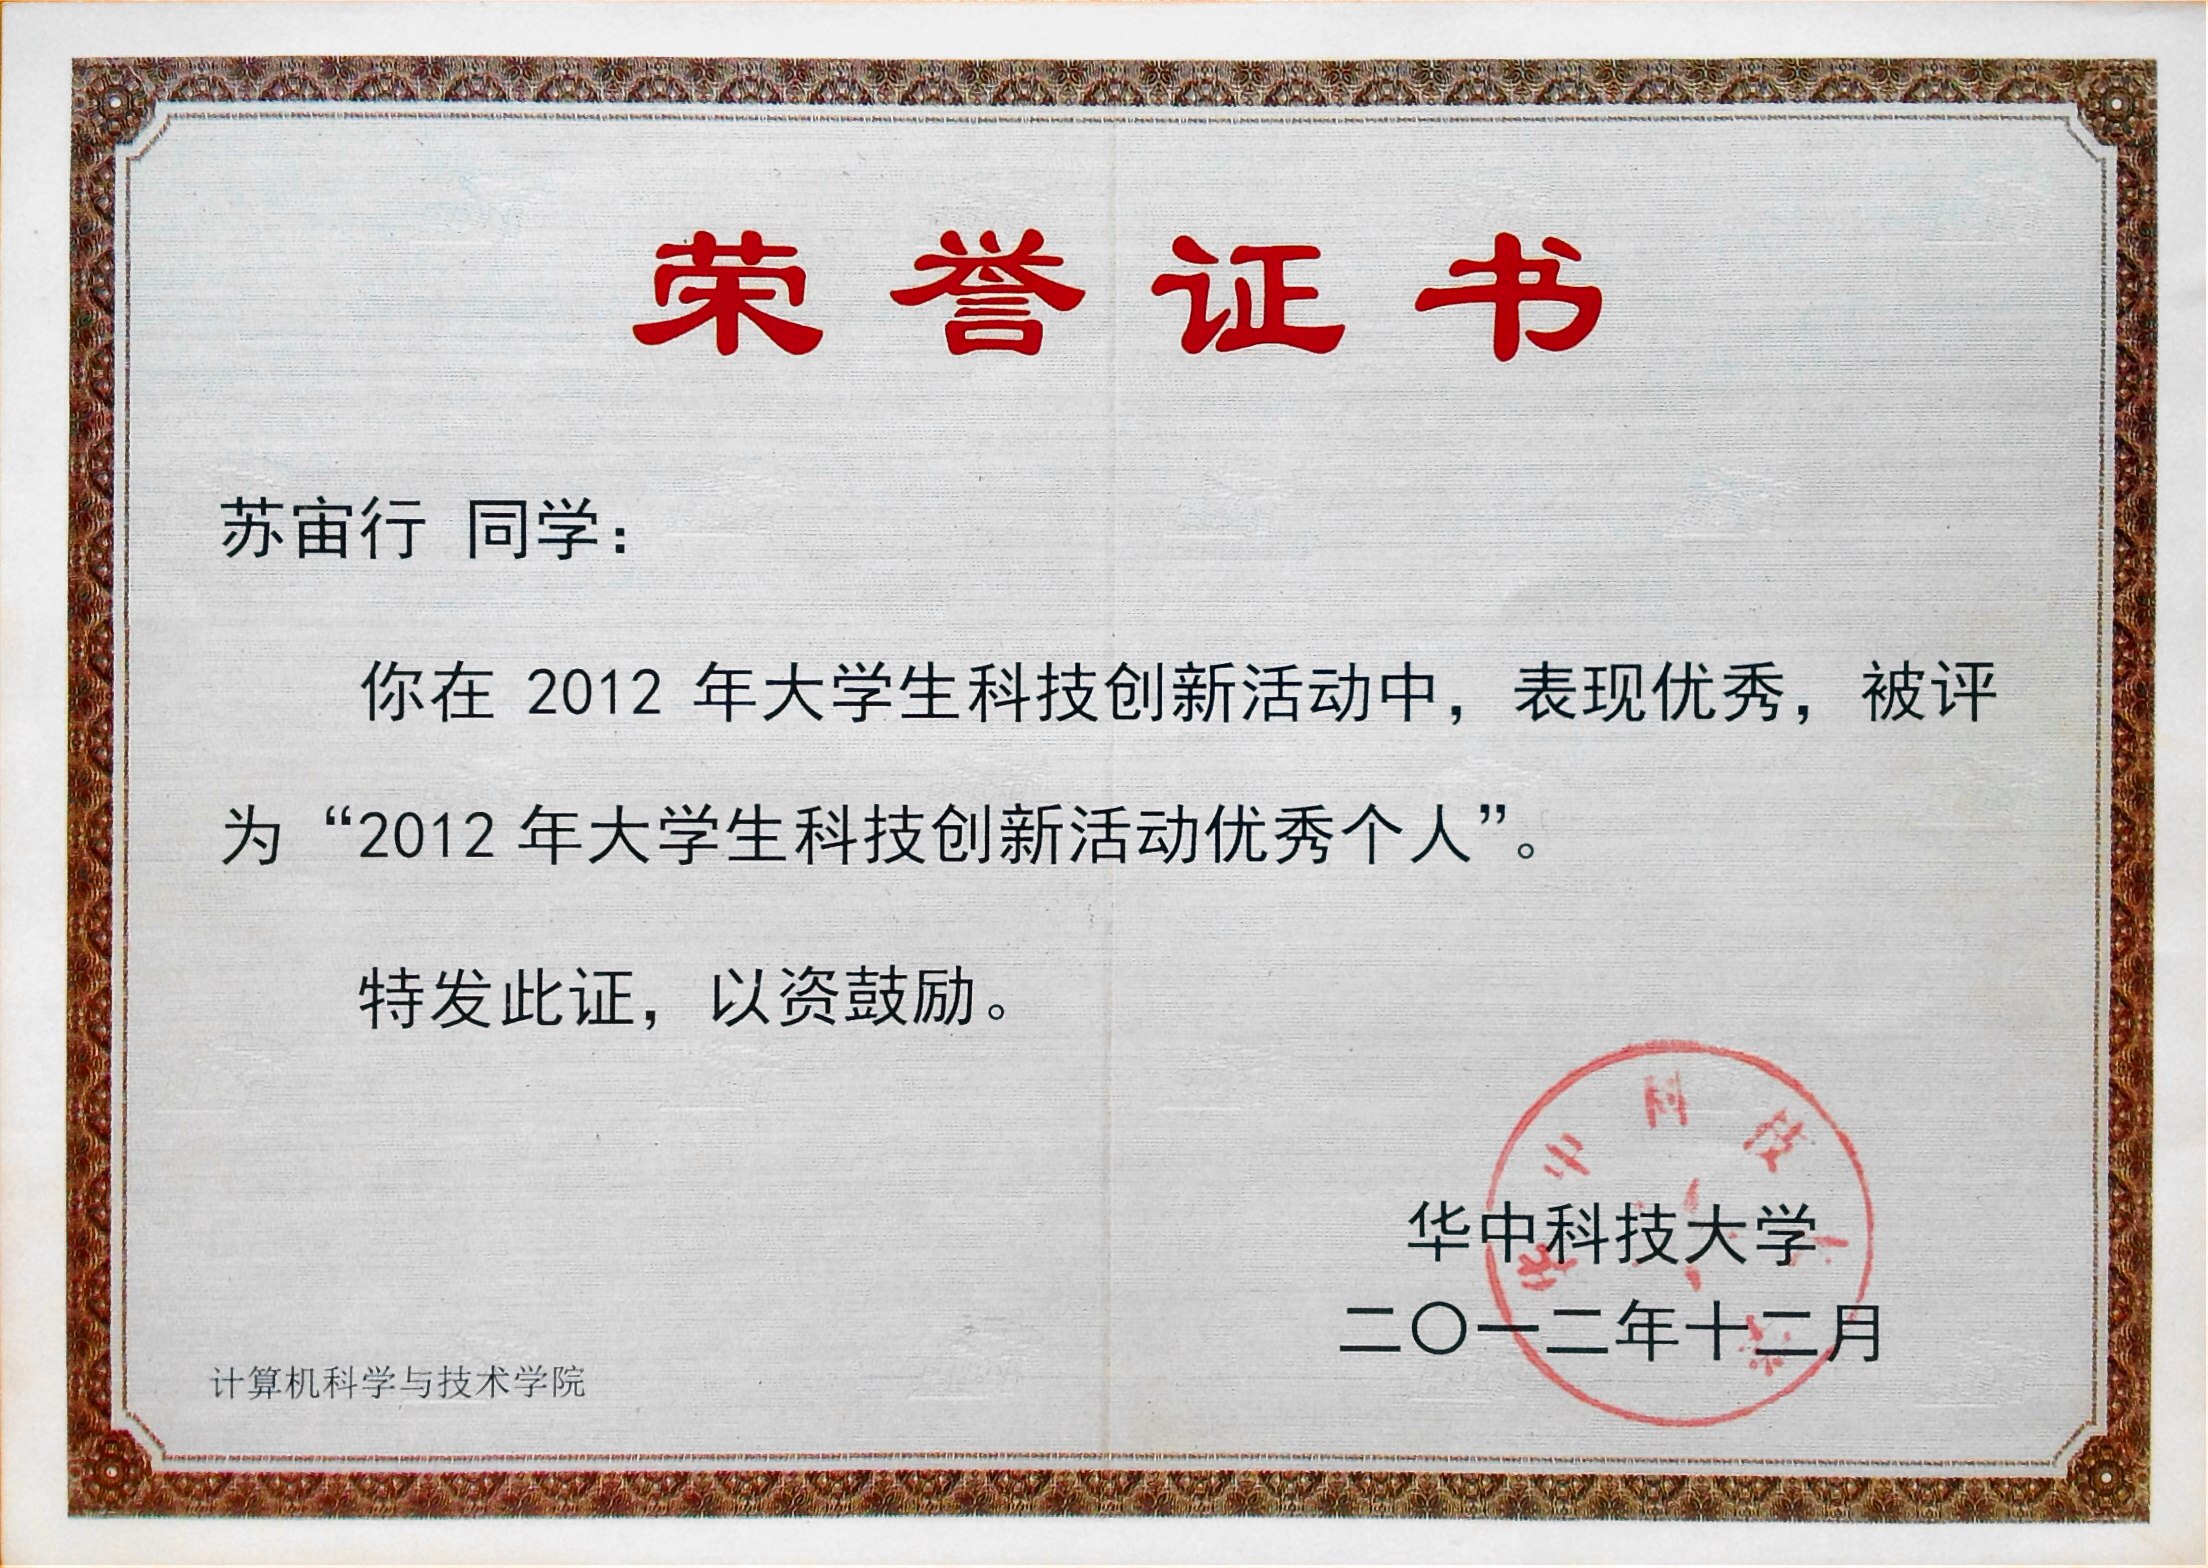 荣誉证书
苏宙行 同学：
你在 2012 年大学生科技创新活动中，表现优秀，被评
为“2012 年大学生科技创新活动优秀个人”。
特发此证，以资鼓励。
华中科技
华中科技大学
二〇一二年十二月
计算机科学与技术学院